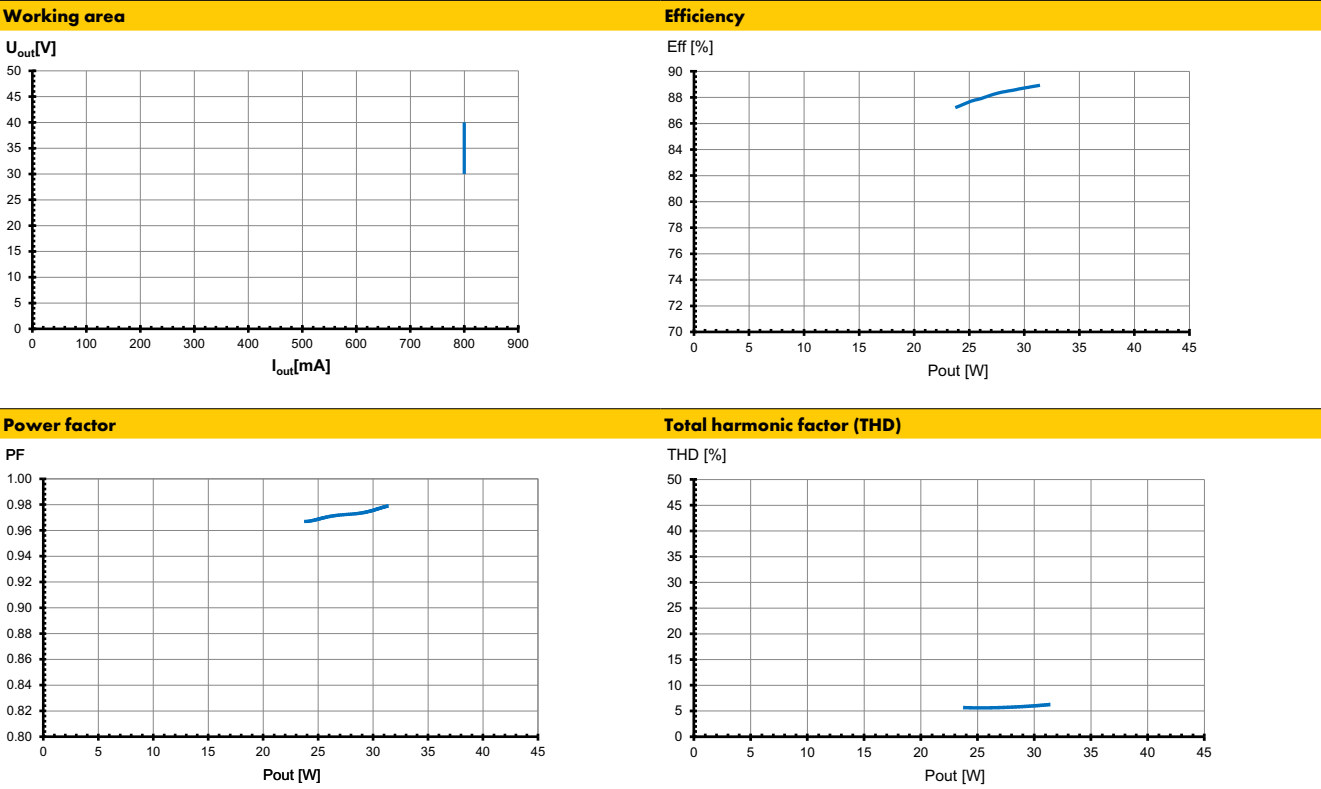 Working area
Uout[V]
50
45
40
35
30
25
20
15
10
5
0
0 100 200 300 400 500 600 700 800 900
Iout[mA]
Efficiency
Eff [%]
90
88
86
84
82
80
78
76
74
72
70
0 5 10 15 20 25 30 35 40 45
Pout [W]
Power factor
PF
1.00
0.98
0.96
0.94
0.92
0.90
0.88
0.86
0.84
0.82
0.80
0 5 10 15 20 25 30 35 40 45
Pout [W]
Total harmonic factor (THD)
THD [%]
50
45
40
35
30
25
20
15
10
5
0
0 5 10 15 20 25 30 35 40 45
Pout [W]